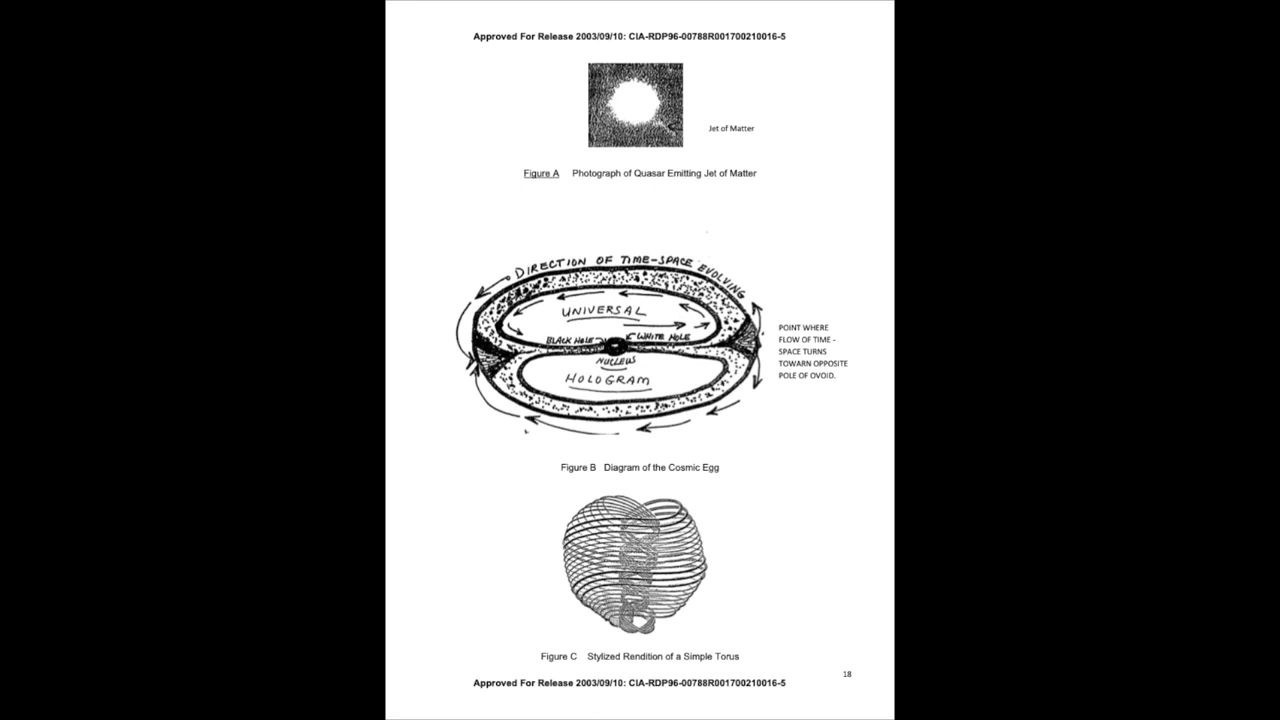 Approved For Release 2003/09/10: CIA-RDP96-00788R001700210016-5
Jet of Matter
Figure A Photograph of Quasar Emitting Jet of Matter
DIRECTION OF TIME-SPACE EVOLVING
UNIVERSAL
BLACK HOLE
WHITE HOLE
NUCLEUS
HOLOGRAM
POINT WHERE
FLOW OF TIME -
SPACE TURNS
TOWARN OPPOSITE
POLE OF OVOID.
Figure B Diagram of the Cosmic Egg
Figure C Stylized Rendition of a Simple Torus
18
Approved For Release 2003/09/10: CIA-RDP96-00788R001700210016-5